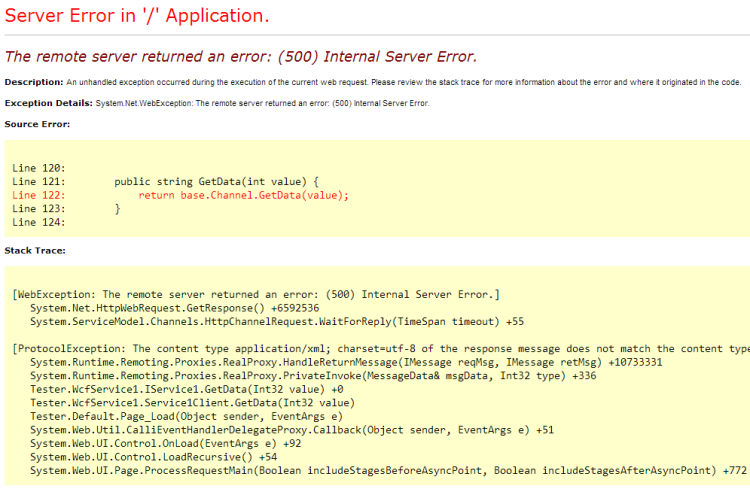 Server Error in '/' Application.
The remote server returned an error: (500) Internal Server Error.
Description: An unhandled exception occurred during the execution of the current web request. Please review the stack trace for more information about the error and where it originated in the code.
Exception Details: System.Net.WebException: The remote server returned an error: (500) Internal Server Error.
Source Error:
Line 120:
Line 121:        public string GetData(int value) {
Line 122:            return base.Channel.GetData(value);
Line 123:        }
Line 124:
Stack Trace:
[WebException: The remote server returned an error: (500) Internal Server Error.]
   System.Net.HttpWebRequest.GetResponse() +6592536
   System.ServiceModel.Channels.HttpChannelRequest.WaitForReply(TimeSpan timeout) +55
[ProtocolException: The content type application/xml; charset=utf-8 of the response message does not match the content type
   System.Runtime.Remoting.Proxies.RealProxy.HandleReturnMessage(IMessage reqMsg, IMessage retMsg) +10733331
   System.Runtime.Remoting.Proxies.RealProxy.PrivateInvoke(MessageData& msgData, Int32 type) +336
   Tester.WcfService1.IService1.GetData(Int32 value) +0
   Tester.WcfService1.Service1Client.GetData(Int32 value)
   Tester.Default.Page_Load(Object sender, EventArgs e)
   System.Web.Util.CalliEventHandlerDelegateProxy.Callback(Object sender, EventArgs e) +51
   System.Web.UI.Control.OnLoad(EventArgs e) +92
   System.Web.UI.Control.LoadRecursive() +54
   System.Web.UI.Page.ProcessRequestMain(Boolean includeStagesBeforeAsyncPoint, Boolean includeStagesAfterAsyncPoint) +772